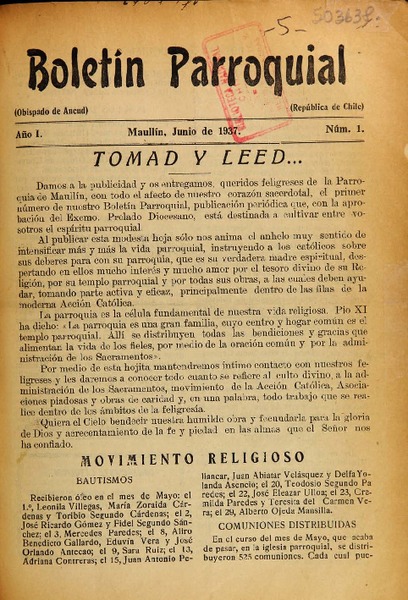 -5-
50363
Boletín Parroquial
(Obispado de Ancud)
(República de Chile)
Año I.
Maullín, Junio de 1937.
Núm. 1.
TOMAD Y LEED...
Damos a la publicidad y os entregamos, queridos feligreses de la Parro-
quia de Maullín, con todo el afecto de nuestro corazón sacerdotal, el primer
número de nuestro Boletín Parroquial, publicación periódica que, con la apro-
bación del Excmo. Prelado Diocesano, está destinada a cultivar entre vo-
sotros el espíritu parroquial
Al publicar esta modesta hoja sólo nos anima el anhelo muy sentido de
intensificar más y más la vida parroquial, instruyendo a los católicos sobre
sus deberes para con su parroquia, que es su verdadera madre espiritual, des-
pertando en ellos mucho interés y mucho amor por el tesoro divino de su Re-
ligión, por su templo parroquial y por todas sus obras, a las cuales deben ayu-
dar, tomando parte activa y eficaz, principalmente dentro de las filas de la
moderna Acción Católica.
La parroquia es la célula fundamental de nuestra vida religiosa. Pío XI
ha dicho: «La parroquia es una gran familia, cuyo centro y hogar común es el
templo parroquial. Allí se distribuyen todas las bendiciones y gracias que
alimentan la vida de los fieles, por medio de la oración común y por la admi-
nistración de los Sacramentos».
Por medio de esta hojita mantendremos íntimo contacto con nuestros fe-
ligreses y les daremos a conocer todo cuanto se refiere al culto divino, a la ad-
ministración de los Sacramentos, movimiento de la Acción Católica, Asocia-
ciones piadosas y obras de caridad y, en una palabra, todo trabajo que se rea-
lice dentro de los ámbitos de la feligresía.
Quiera el Cielo bendecir nuestra humilde obra y fecundarla para la gloria
de Dios y acrecentamiento de la fe y piedad en las almas que el Señor nos
ha confiado.
MOVIMIENTO RELIGIOSO
BAUTISMOS
Recibieron óleo en el mes de Mayo: el
1.º, Leonila Villegas, María Zoraida Cár-
denas y Toribio Segundo Cárdenas; el 2,
José Ricardo Gómez y Fidel Segundo Sán-
chez; el 3, Mercedes Paredes; el 8, Aliro
Benedicto Gallardo, Eduvin Vera y José
Orlando Antecao; el 9, Sara Ruiz; el 13,
Adriana Contreras; el 15, Juan Antonio Pe-
llancar, Juan Abiatar Velásquez y Delfa Yo-
landa Asencio; el 20, Teodosio Segundo Pa-
redes; el 22, José Eleazar Ulloa; el 23, Cra-
milda Paredes y Teresita del Carmen Ve-
ra; el 29, Alberto Ojeda Mansilla.
COMUNIONES DISTRIBUIDAS
En el curso del mes de Mayo, que acaba
de pasar, en la iglesia parroquial, se distri-
buyeron 525 comuniones. Cada cual pue-